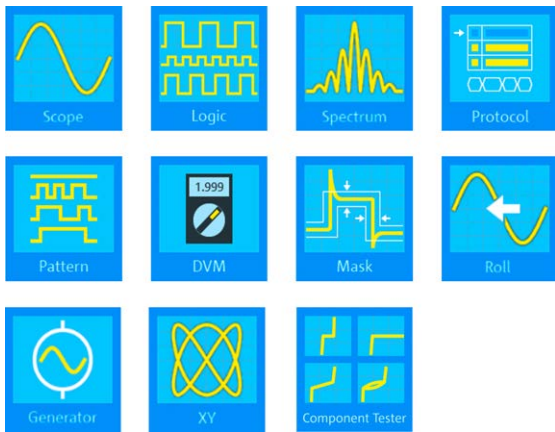 Scope
Logic
Spectrum
Protocol
Pattern
1.999
DVM
Mask
Roll
Generator
XY
Component Tester